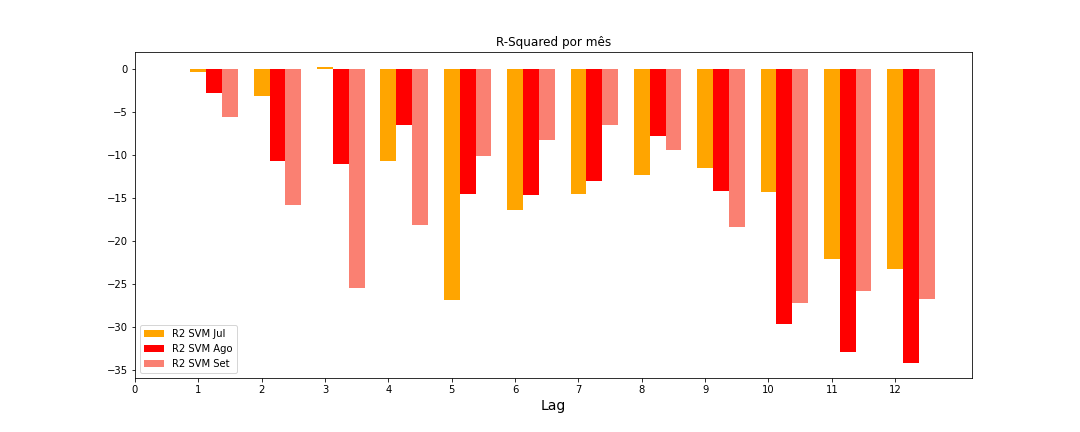 R-Squared por mês
0
−5
−10
−15
−20
−25
−30
−35
R2 SVM Jul
R2 SVM Ago
R2 SVM Set
0 1 2 3 4 5 6 7 8 9 10 11 12
Lag